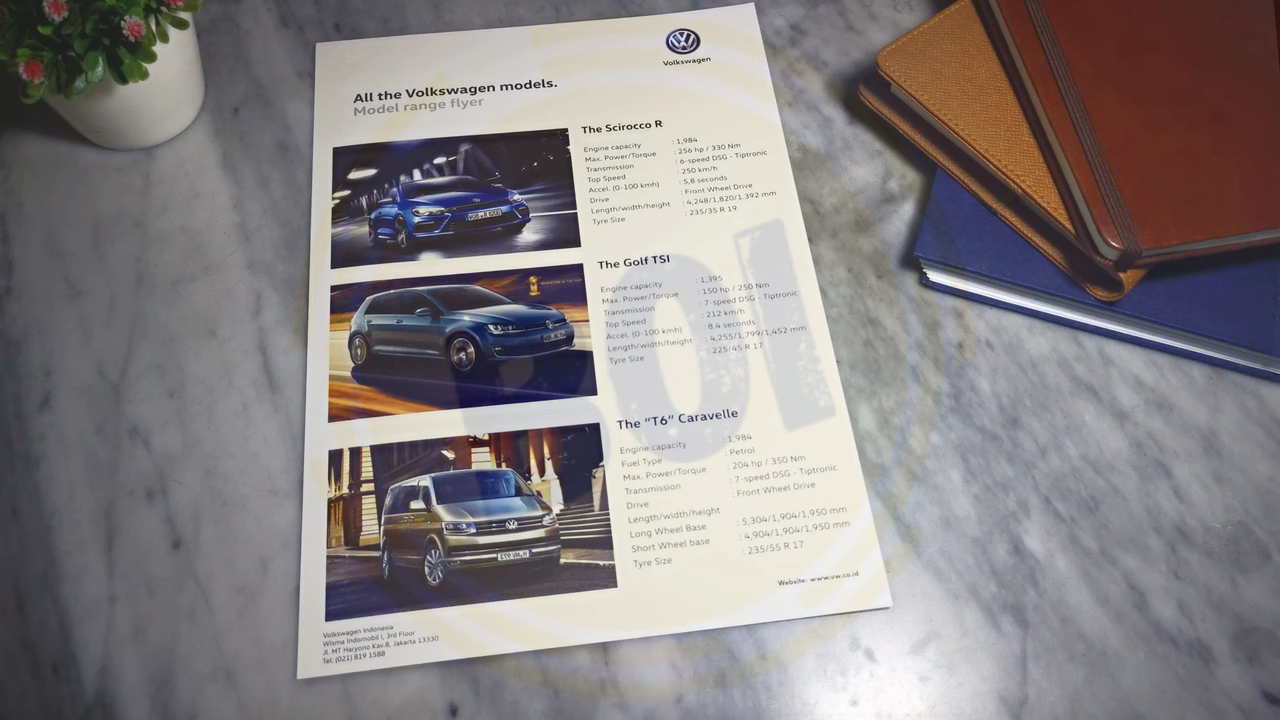 Volkswagen
All the Volkswagen models.
Model range flyer
The Scirocco R
Engine capacity : 1,984
Max. Power/Torque : 256 hp / 330 Nm
Transmission : 6-speed DSG - Tiptronic
Top Speed : 250 km/h
Accel. (0-100 kmh) : 5,8 seconds
Drive : Front Wheel Drive
Length/width/height : 4,248/1,820/1.392 mm
Tyre Size : 235/35 R 19
The Golf TSI
Engine capacity : 1,395
Max. Power/Torque : 150 hp / 250 Nm
Transmission : 7-speed DSG - Tiptronic
Top Speed : 212 km/h
Accel. (0-100 kmh) : 8.4 seconds
Length/width/height : 4,255/1,799/1,452 mm
Tyre Size : 225/45 R 17
The "T6" Caravelle
Engine capacity : 1,984
Fuel Type : Petrol
Max. Power/Torque : 204 hp / 350 Nm
Transmission : 7-speed DSG - Tiptronic
Drive : Front Wheel Drive
Length/width/height
Long Wheel Base : 5,304/1,904/1,950 mm
Short Wheel base : 4,904/1,904/1,950 mm
Tyre Size : 235/55 R 17
Website: www.vw.co.id
Volkswagen Indonesia
Wisma Indomobil I, 3rd Floor
Jl. MT Haryono Kav.8, Jakarta 13330
Tel: (021) 819 1588